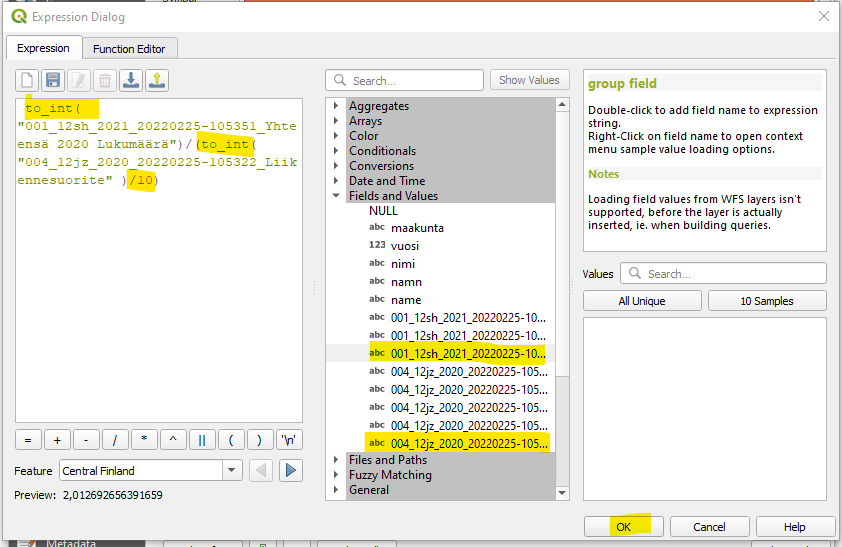 Expression Dialog
Expression
Function Editor
to_int(
"001_12sh_2021_20220225-105351_Yhte
ensä 2020 Lukumäärä")/(to_int(
"004_12jz_2020_20220225-105322_Liik
ennesuorite" )/10)
= + - / * ^ || ( ) '\n'
Feature Central Finland
Preview: 2,012692656391659
Search... Show Values
Aggregates
Arrays
Color
Conditionals
Conversions
Date and Time
Fields and Values
NULL
abc maakunta
123 vuosi
abc nimi
abc namn
abc name
abc 001_12sh_2021_20220225-10...
abc 001_12sh_2021_20220225-10...
abc 001_12sh_2021_20220225-10...
abc 004_12jz_2020_20220225-105...
abc 004_12jz_2020_20220225-105...
abc 004_12jz_2020_20220225-105...
abc 004_12jz_2020_20220225-105...
abc 004_12jz_2020_20220225-105...
Files and Paths
Fuzzy Matching
General
group field
Double-click to add field name to expression
string.
Right-Click on field name to open context
menu sample value loading options.
Notes
Loading field values from WFS layers isn't
supported, before the layer is actually
inserted, ie. when building queries.
Values Search...
All Unique 10 Samples
OK Cancel Help
Metadata